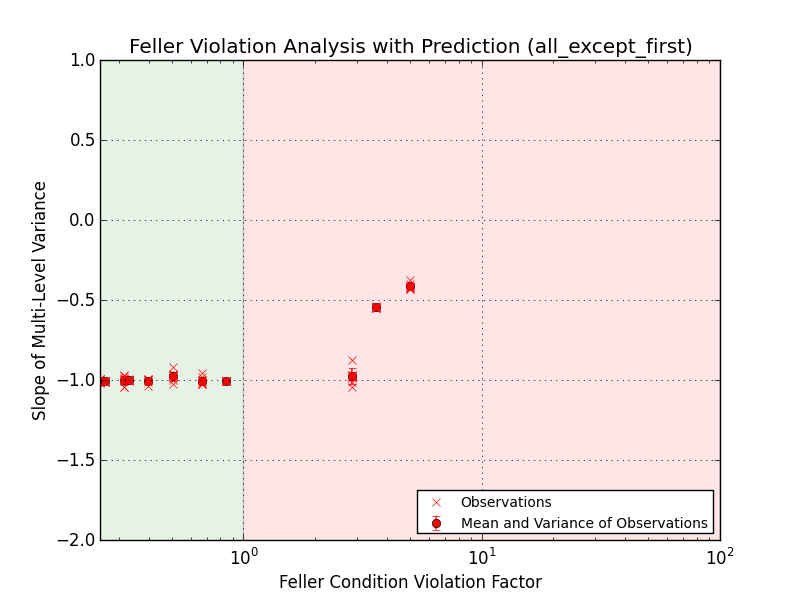 Feller Violation Analysis with Prediction (all_except_first)
1.0
0.5
0.0
−0.5
−1.0
−1.5
−2.0
Slope of Multi-Level Variance
10^0
10^1
10^2
Feller Condition Violation Factor
Observations
Mean and Variance of Observations